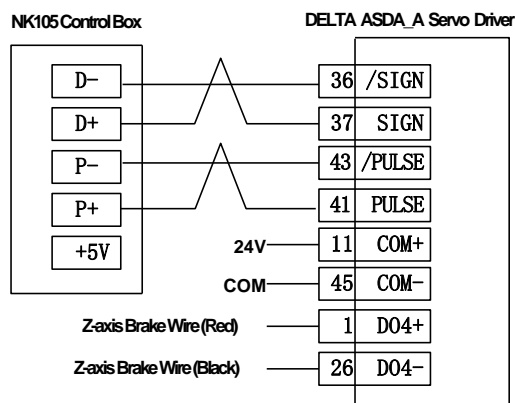 NK105 Control Box
DELTA ASDA_A Servo Driver
D- 36 /SIGN
D+ 37 SIGN
P- 43 /PULSE
P+ 41 PULSE
+5V
24V 11 COM+
COM 45 COM-
Z-axis Brake Wire(Red) 1 DO4+
Z-axis Brake Wire(Black) 26 DO4-